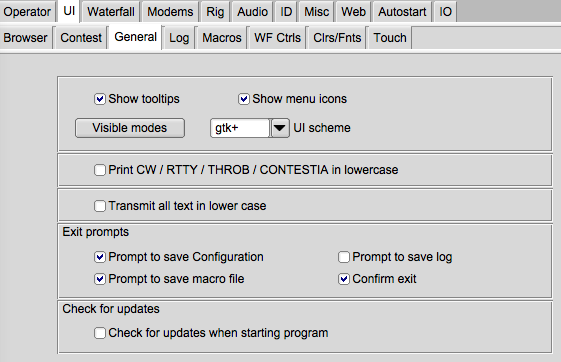 Operator UI Waterfall Modems Rig Audio ID Misc Web Autostart IO
Browser Contest General Log Macros WF Ctrls Clrs/Fnts Touch
Show tooltips Show menu icons
Visible modes gtk+ UI scheme
Print CW / RTTY / THROB / CONTESTIA in lowercase
Transmit all text in lower case
Exit prompts
Prompt to save Configuration Prompt to save log
Prompt to save macro file Confirm exit
Check for updates
Check for updates when starting program